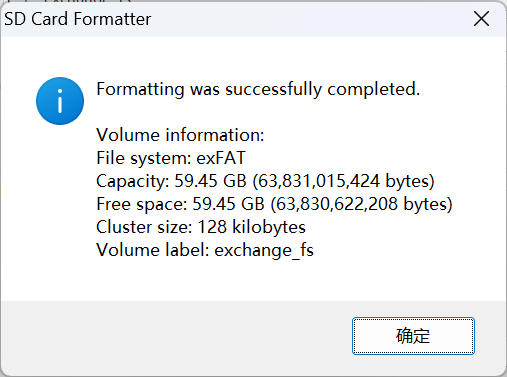 SD Card Formatter
Formatting was successfully completed.
Volume information:
File system: exFAT
Capacity: 59.45 GB (63,831,015,424 bytes)
Free space: 59.45 GB (63,830,622,208 bytes)
Cluster size: 128 kilobytes
Volume label: exchange_fs
确定